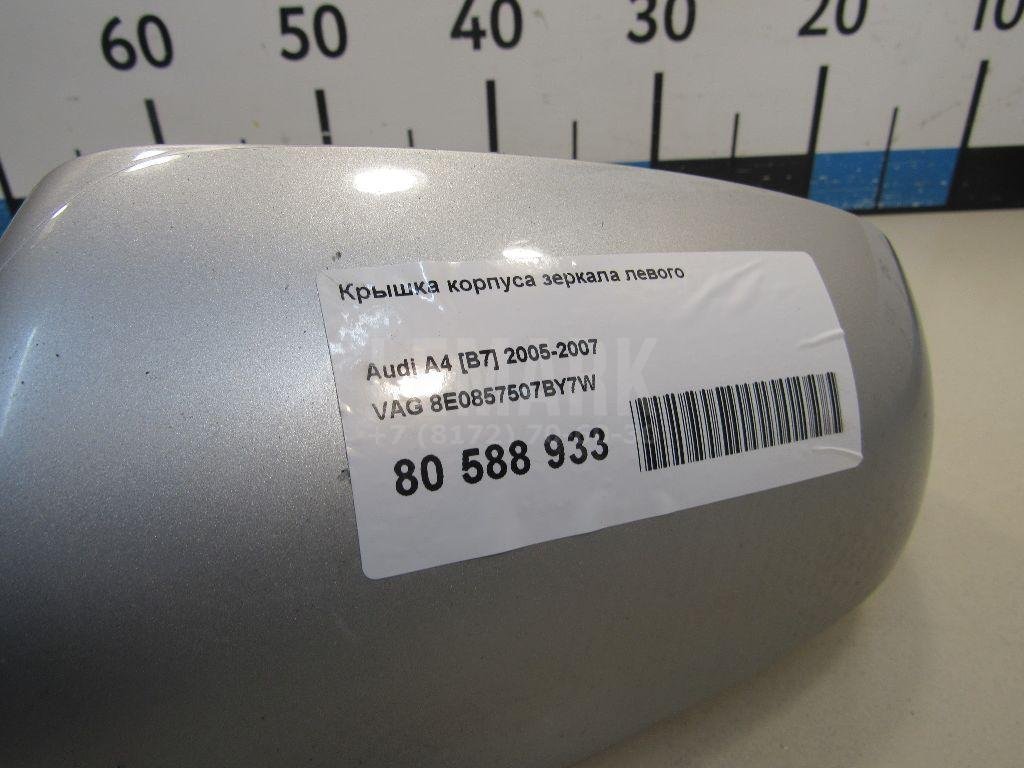 60 50 40 30 20 10
Крышка корпуса зеркала левого
Audi A4 [B7] 2005-2007
VAG 8E0857507BY7W
80 588 933